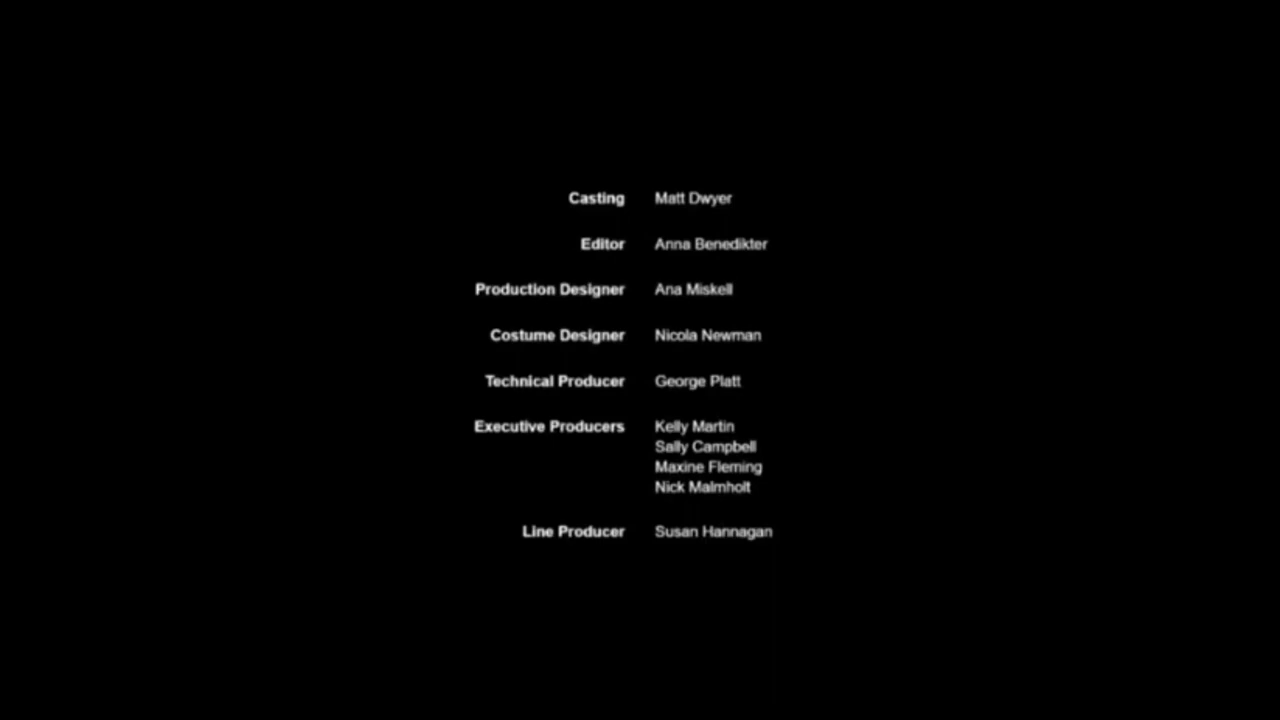 Casting Matt Dwyer
Editor Anna Benedikter
Production Designer Ana Miskell
Costume Designer Nicola Newman
Technical Producer George Platt
Executive Producers Kelly Martin
Sally Campbell
Maxine Fleming
Nick Malmholt
Line Producer Susan Hannagan